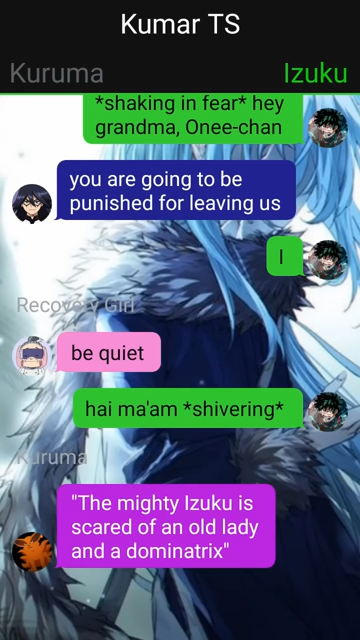 Kumar TS
Kuruma
Izuku
*shaking in fear* hey
grandma, Onee-chan
you are going to be
punished for leaving us
I
Recovery Girl
be quiet
hai ma'am *shivering*
Kuruma
"The mighty Izuku is
scared of an old lady
and a dominatrix"